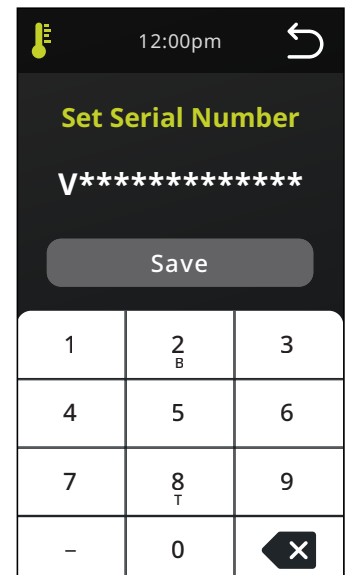 12:00pm
Set Serial Number
V*************
Save
1 2 3
B
4 5 6
7 8 9
T
– 0